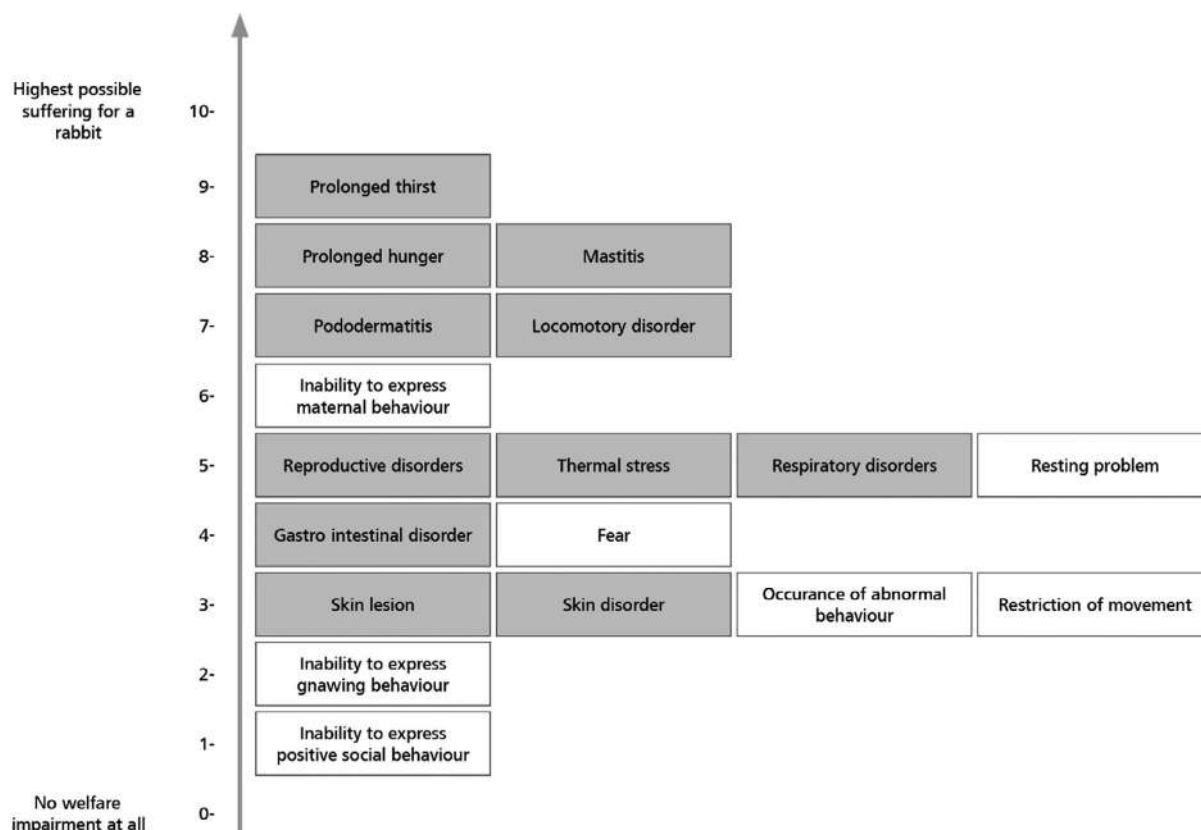 Highest possible
suffering for a
rabbit
10-
9-
Prolonged thirst
8-
Prolonged hunger
Mastitis
7-
Pododermatitis
Locomotory disorder
6-
Inability to express
maternal behaviour
5-
Reproductive disorders
Thermal stress
Respiratory disorders
Resting problem
4-
Gastro intestinal disorder
Fear
3-
Skin lesion
Skin disorder
Occurance of abnormal
behaviour
Restriction of movement
2-
Inability to express
gnawing behaviour
1-
Inability to express
positive social behaviour
No welfare
impairment at all
0-